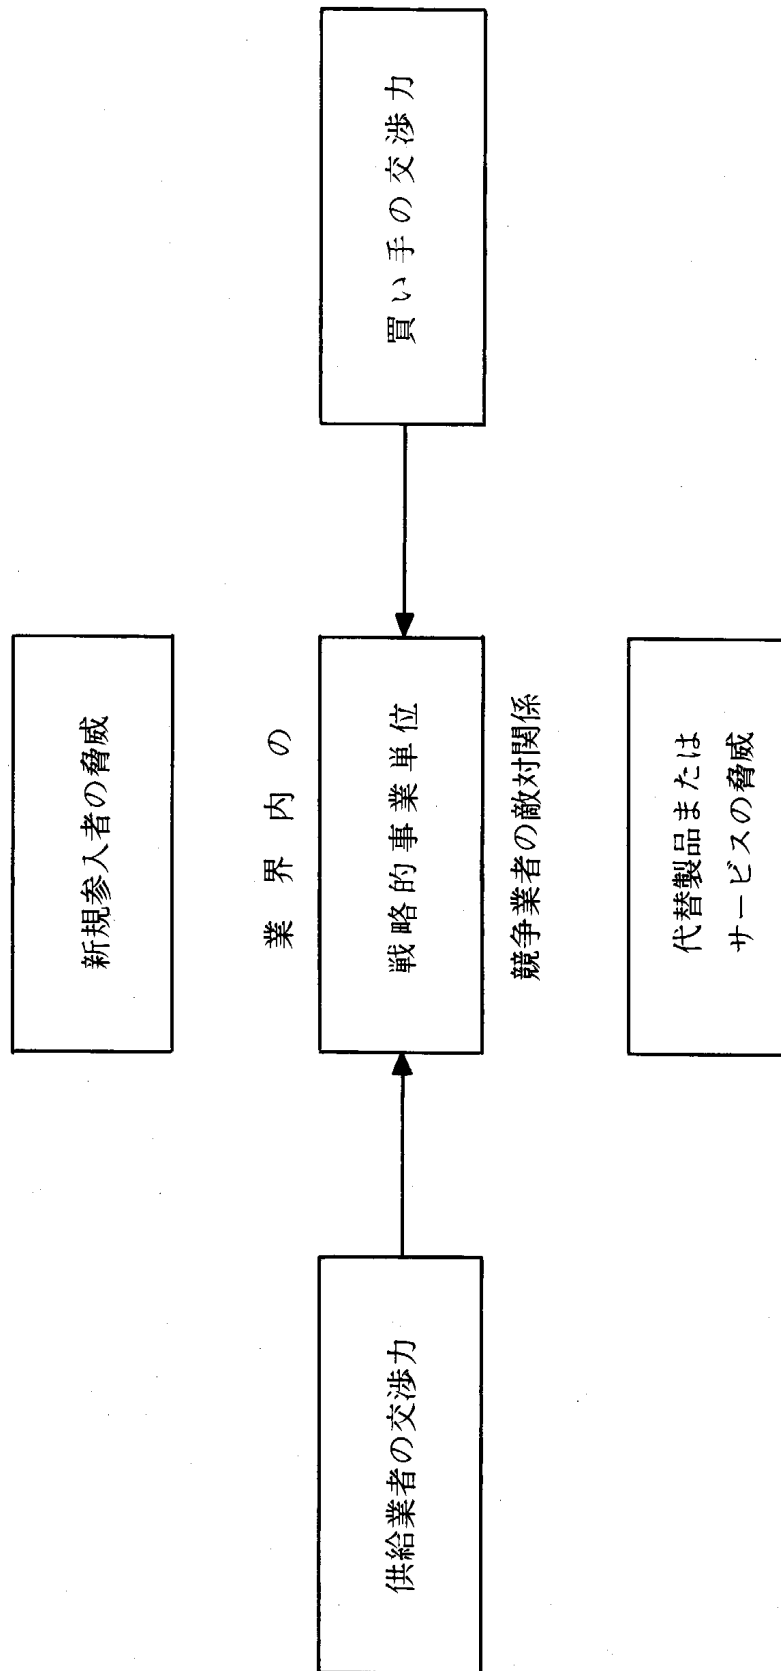 新規参入者の脅威
供給業者の交渉力
業界内の
戦略的事業単位
競争業者の敵対関係
買い手の交渉力
代替製品または
サービスの脅威